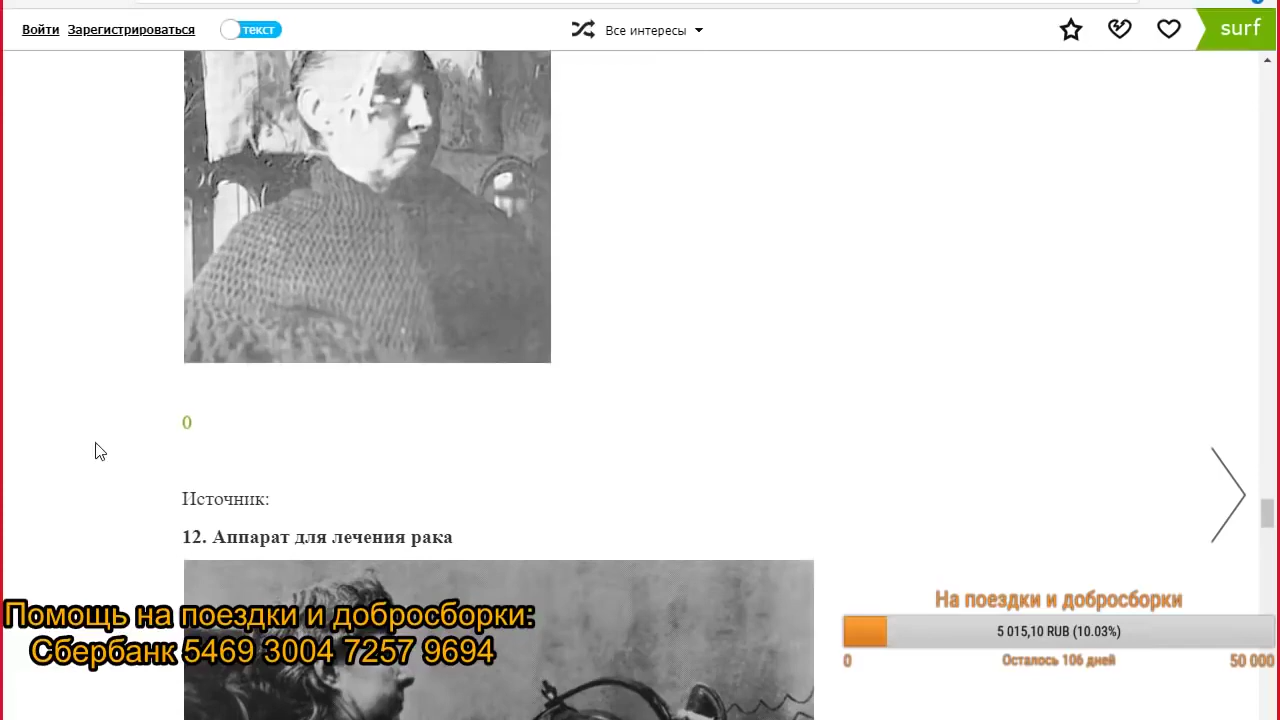 Войти Зарегистрироваться текст Все интересы surf
0
Источник:
12. Аппарат для лечения рака
Помощь на поездки и добросборки:
Сбербанк 5469 3004 7257 9694
На поездки и добросборки
5 015,10 RUB (10.03%)
0 Осталось 106 дней 50 000